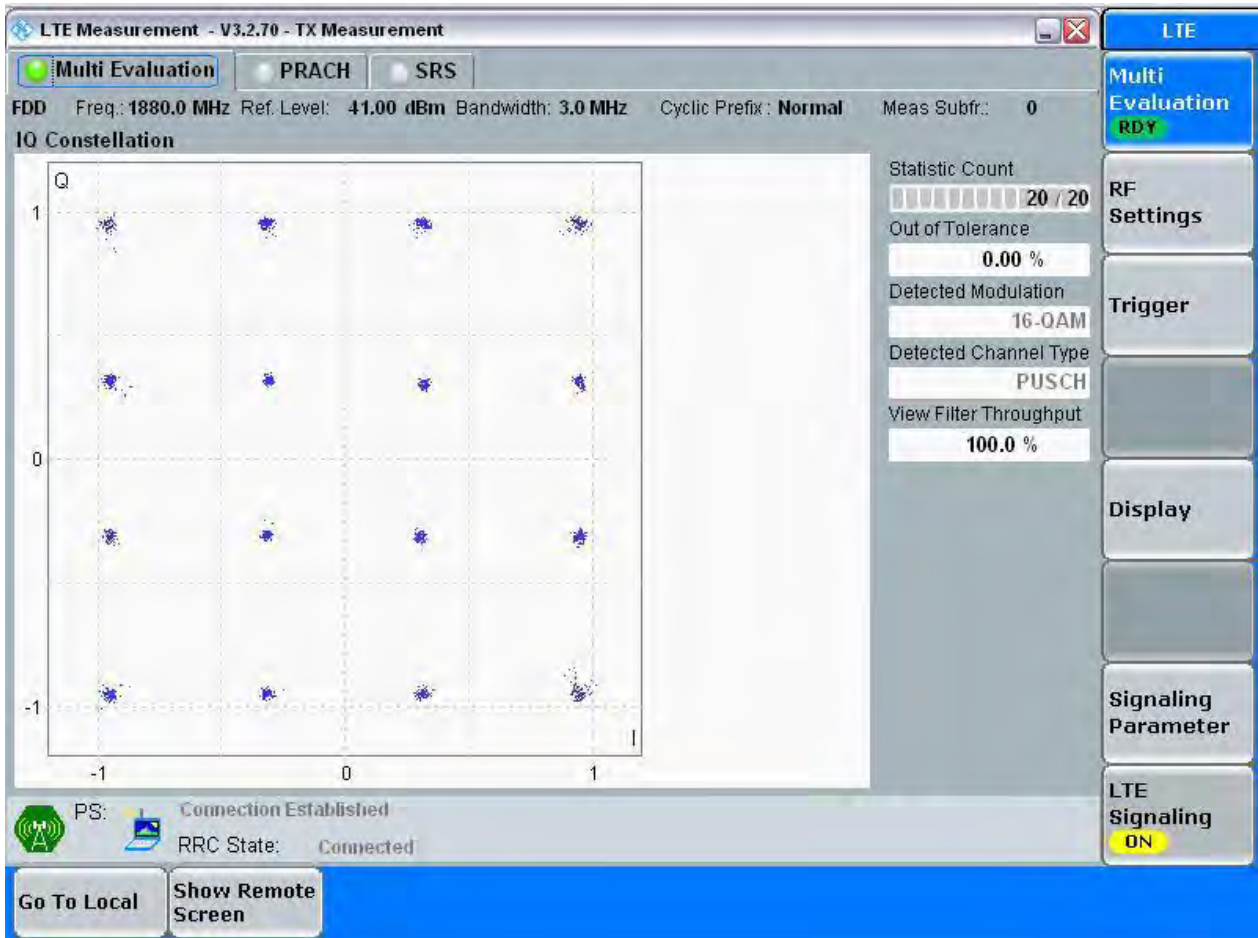 LTE Measurement - V3.2.70 - TX Measurement
LTE
Multi Evaluation PRACH SRS
FDD Freq.: 1880.0 MHz Ref. Level: 41.00 dBm Bandwidth: 3.0 MHz Cyclic Prefix : Normal Meas Subfr.: 0
IQ Constellation
Q
1
0
-1
I
-1 0 1
Statistic Count
20 / 20
Out of Tolerance
0.00 %
Detected Modulation
16-QAM
Detected Channel Type
PUSCH
View Filter Throughput
100.0 %
Multi
Evaluation
RDY
RF
Settings
Trigger
Display
Signaling
Parameter
LTE
Signaling
ON
PS: Connection Established
RRC State: Connected
Go To Local
Show Remote
Screen